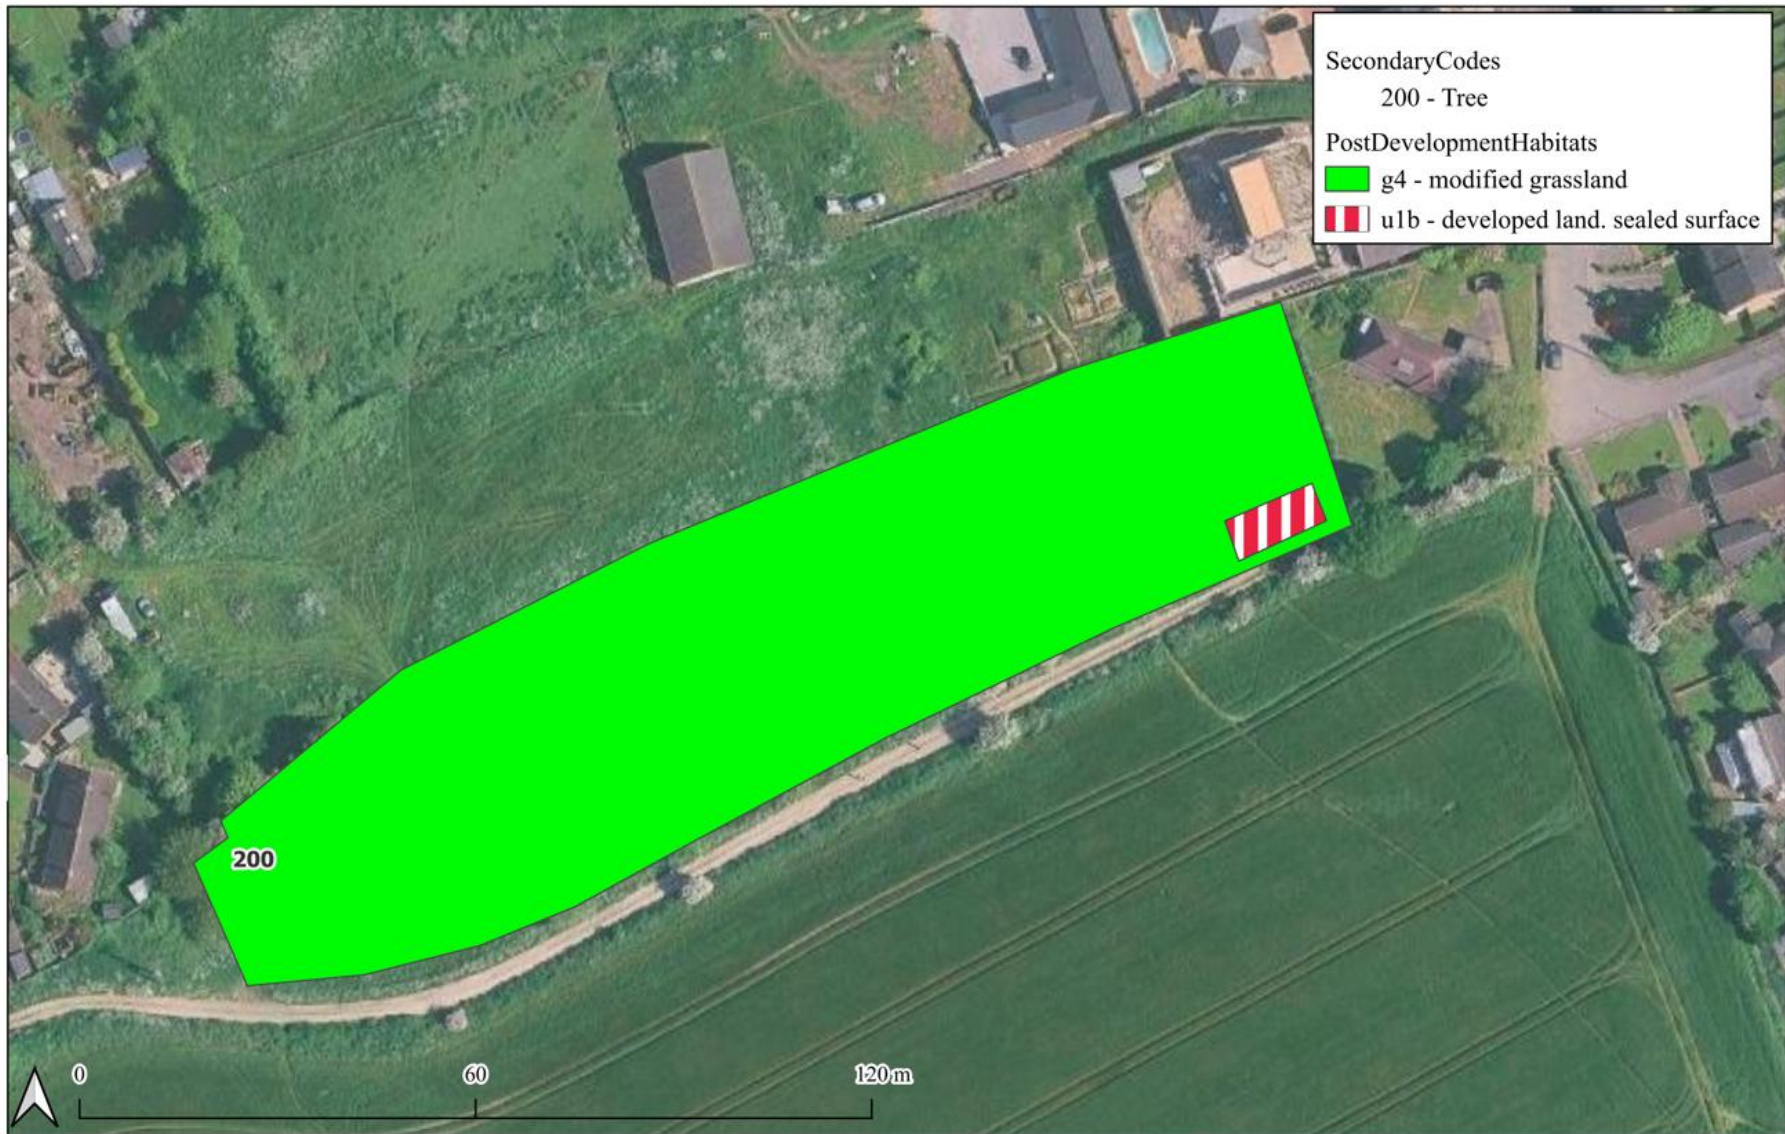 SecondaryCodes
200 - Tree
PostDevelopmentHabitats
g4 - modified grassland
u1b - developed land. sealed surface
200
0 60 120 m